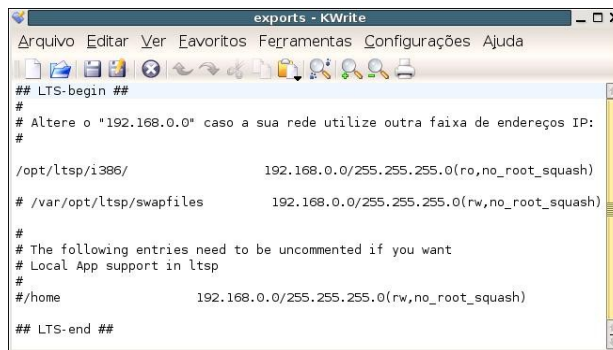 exports - KWrite
Arquivo Editar Ver Favoritos Ferramentas Configurações Ajuda
## LTS-begin ##
#
# Altere o "192.168.0.0" caso a sua rede utilize outra faixa de endereços IP:
#
/opt/ltsp/i386/ 192.168.0.0/255.255.255.0(ro,no_root_squash)
# /var/opt/ltsp/swapfiles 192.168.0.0/255.255.255.0(rw,no_root_squash)
#
# The following entries need to be uncommented if you want
# Local App support in ltsp
#
#/home 192.168.0.0/255.255.255.0(rw,no_root_squash)
## LTS-end ##